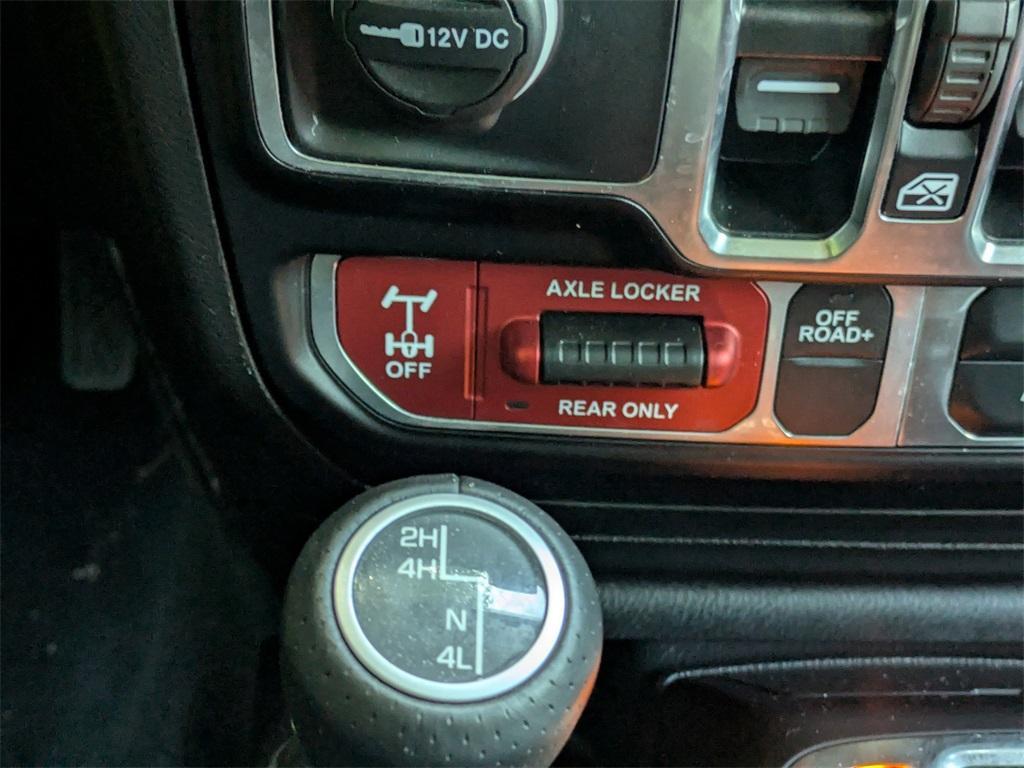 12V DC
AXLE LOCKER
OFF
REAR ONLY
OFF
ROAD+
2H
4H
N
4L